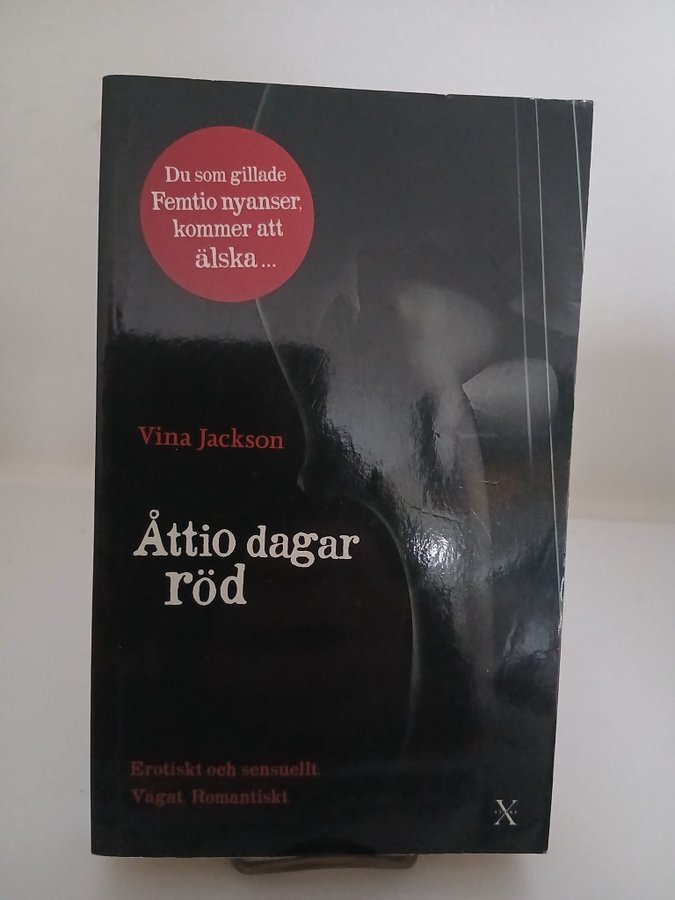 Du som gillade
Femtio nyanser,
kommer att
älska...
Vina Jackson
Åttio dagar
röd
Erotiskt och sensuellt
Vågat. Romantiskt.
X